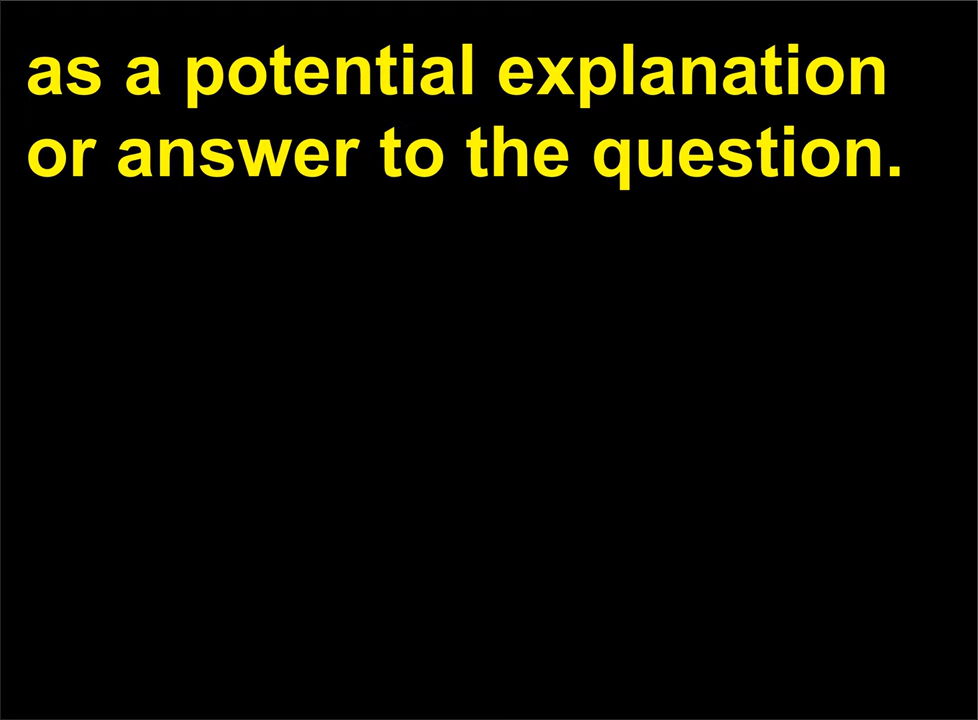 as a potential explanation
or answer to the question.